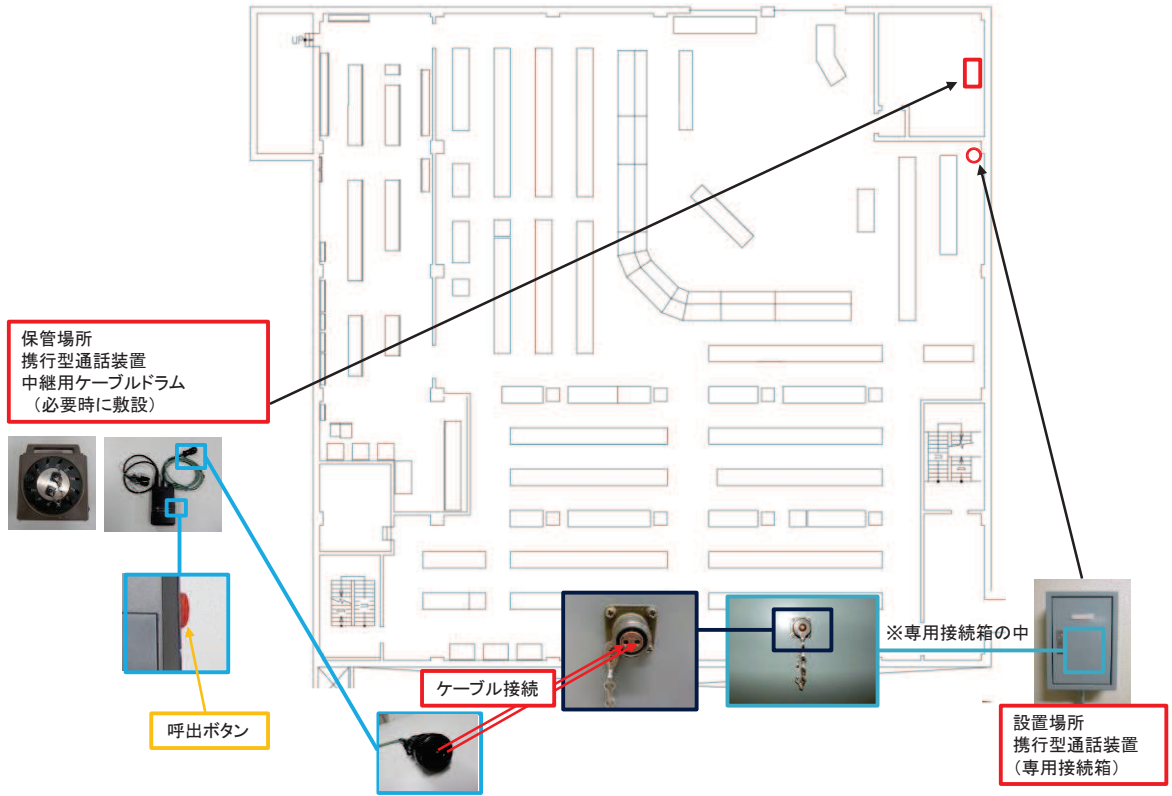 UP
保管場所
携行型通話装置
中継用ケーブルドラム
(必要時に敷設)
※専用接続箱の中
ケーブル接続
呼出ボタン
設置場所
携行型通話装置
(専用接続箱)